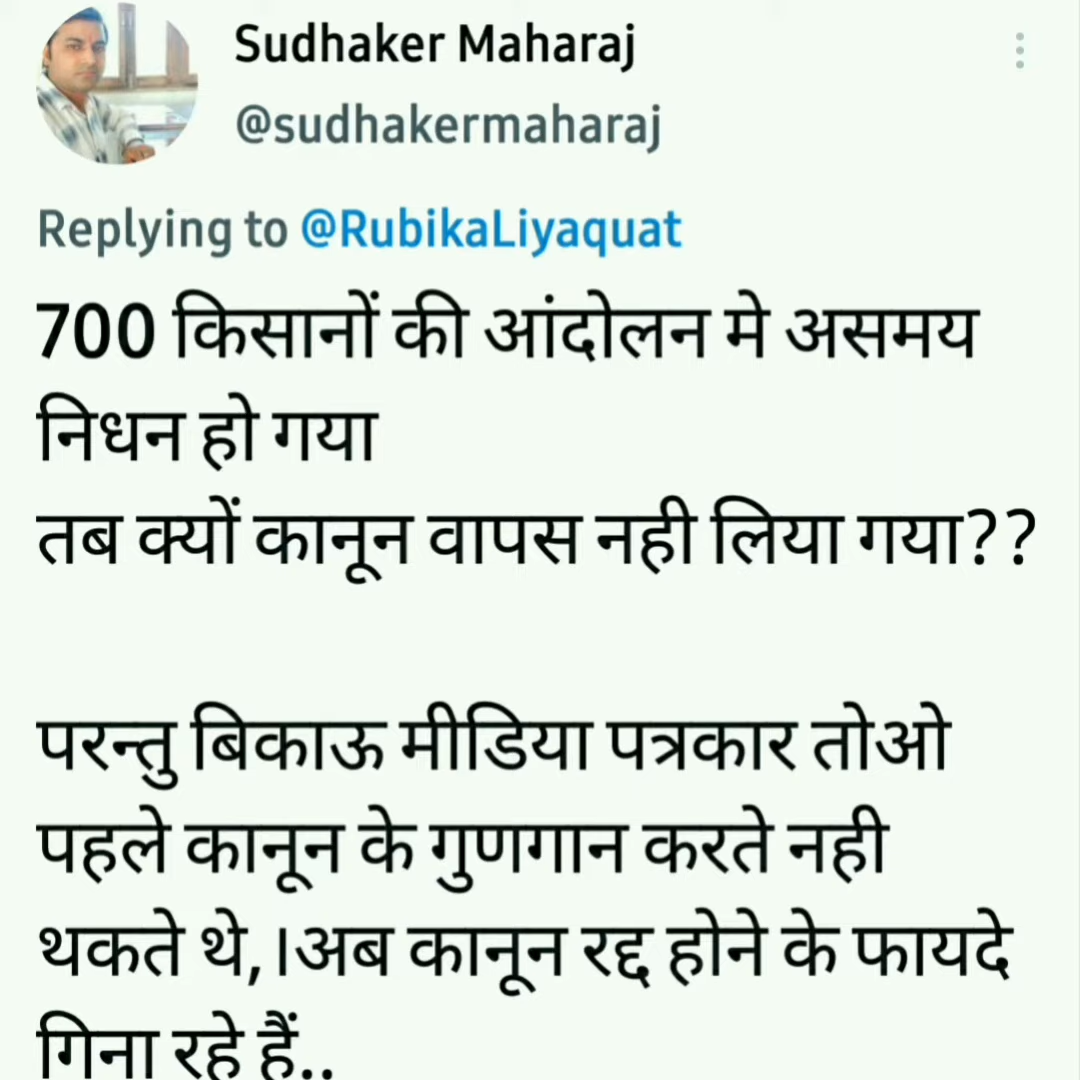 Sudhaker Maharaj
@sudhakermaharaj
Replying to @RubikaLiyaquat
700 किसानों की आंदोलन मे असमय
निधन हो गया
तब क्यों कानून वापस नही लिया गया??
परन्तु बिकाऊ मीडिया पत्रकार तोओ
पहले कानून के गुणगान करते नही
थकते थे,।अब कानून रद्द होने के फायदे
गिना रहे हैं..